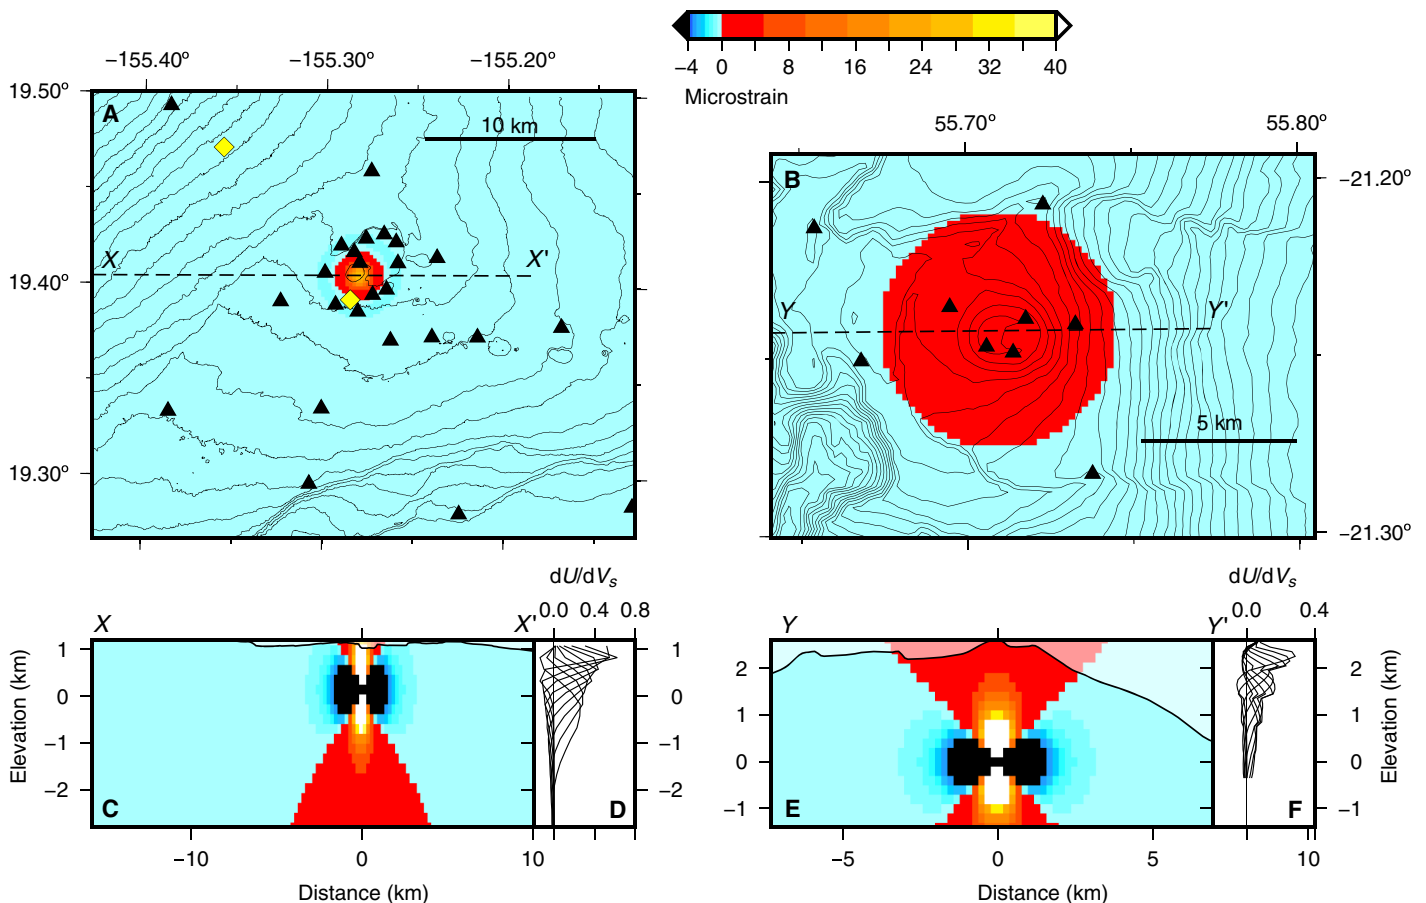 −4 0 8 16 24 32 40
Microstrain
−155.40° −155.30° −155.20°
19.50°
19.40°
19.30°
A
10 km
X X'
55.70° 55.80°
−21.20°
−21.30°
B
Y Y'
5 km
X X'
dU/dVs
0.0 0.4 0.8
Elevation (km)
1
0
−1
−2
C
D
1
0
−1
−2
−10 0 10
Distance (km)
Y Y'
dU/dVs
0.0 0.4
2
1
0
−1
E
F
2
1
0
−1
Elevation (km)
−5 0 5 10
Distance (km)